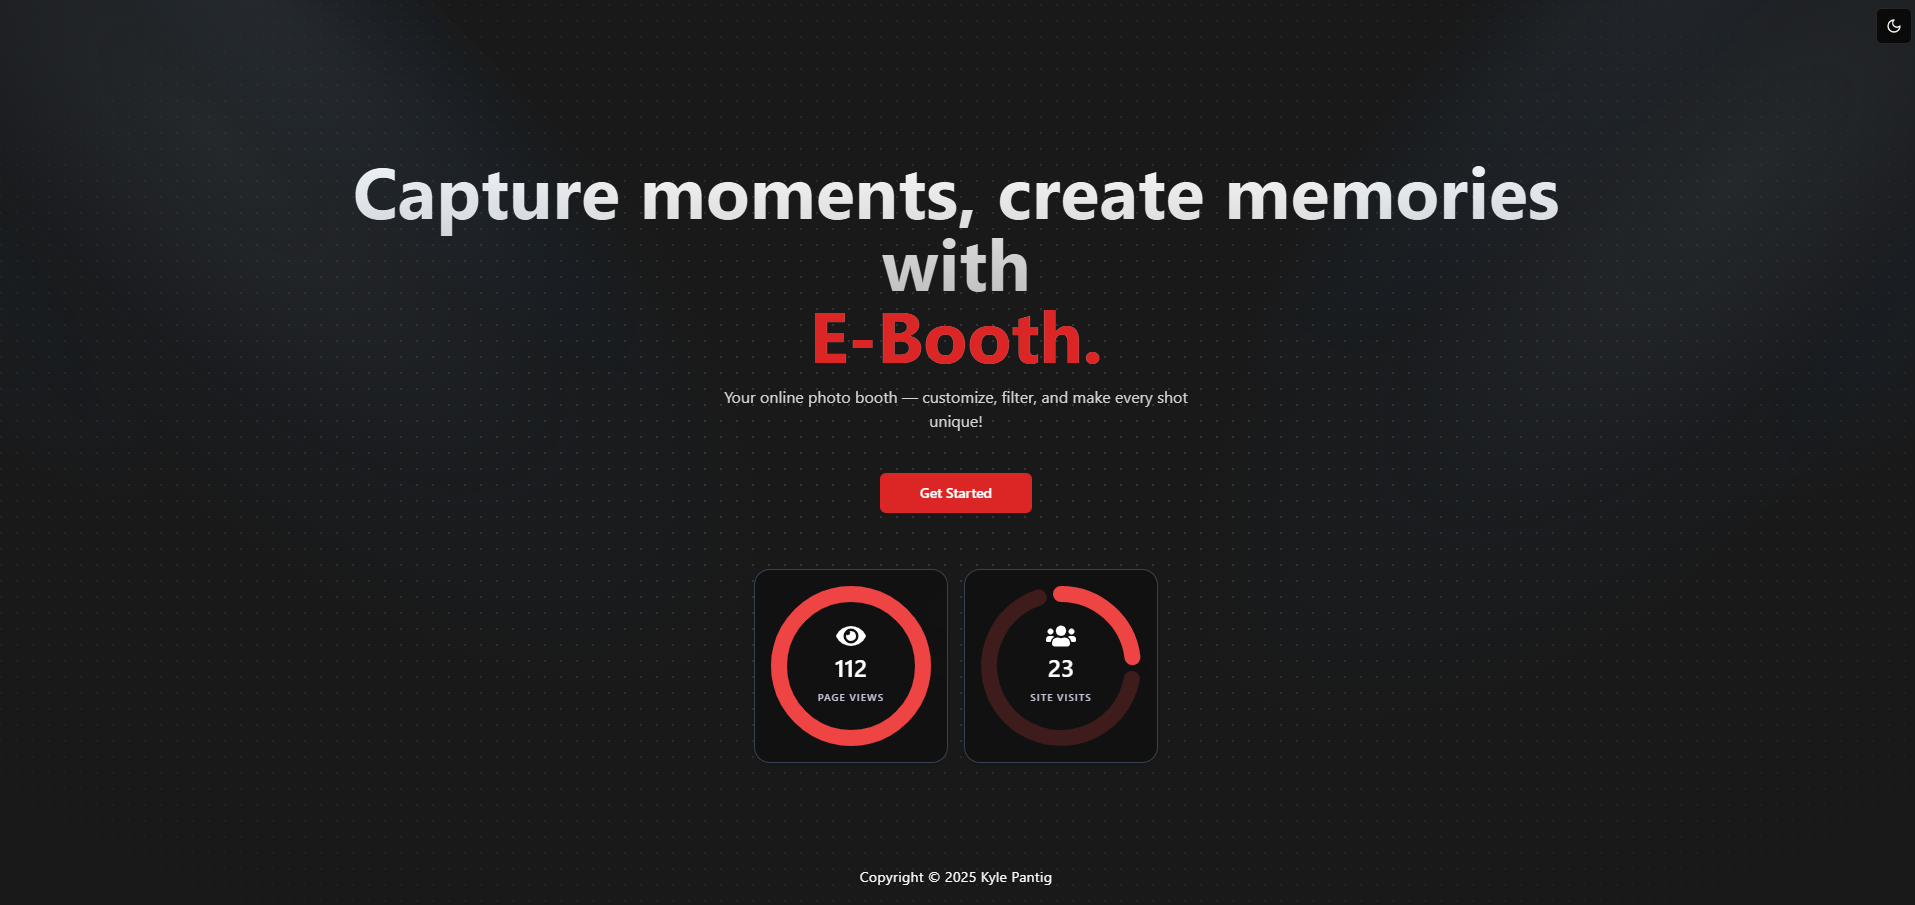 Capture moments, create memories
with
E-Booth.
Your online photo booth — customize, filter, and make every shot
unique!
Get Started
112
PAGE VIEWS
23
SITE VISITS
Copyright © 2025 Kyle Pantig